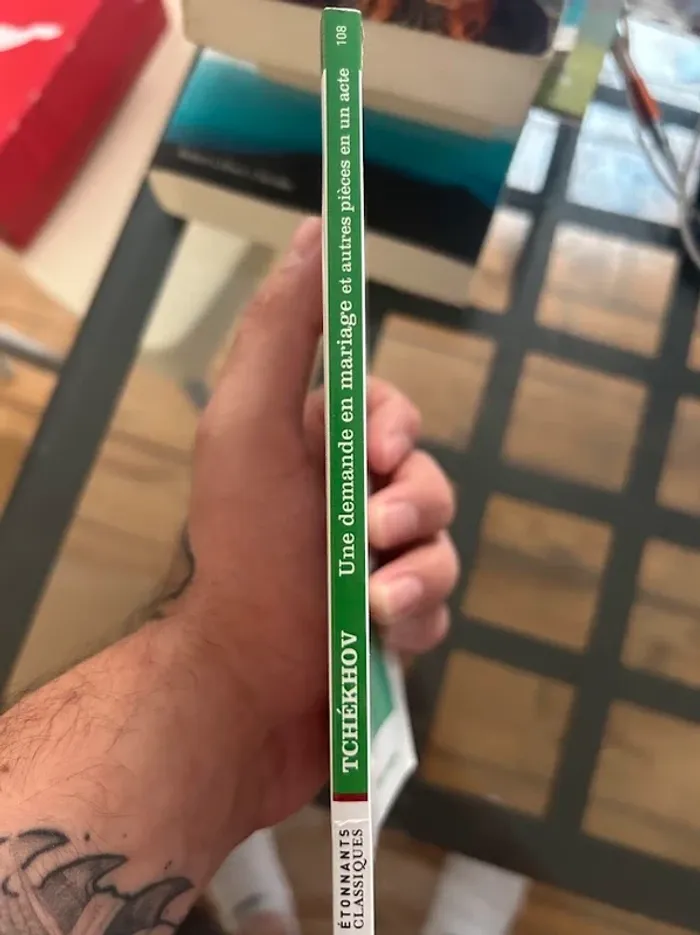 108
TCHÉKHOV Une demande en mariage et autres pièces en un acte
ÉTONNANTS
CLASSIQUES